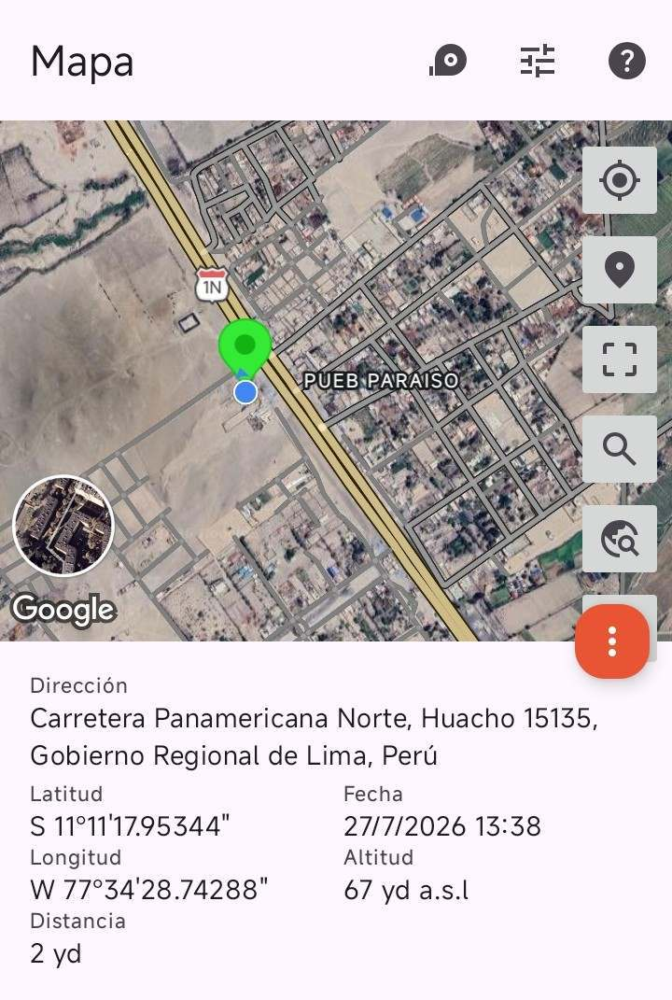 Mapa
1N
PUEB PARAISO
Google
Dirección
Carretera Panamericana Norte, Huacho 15135,
Gobierno Regional de Lima, Perú
Latitud
S 11°11'17.95344"
Fecha
27/7/2026 13:38
Longitud
W 77°34'28.74288"
Altitud
67 yd a.s.l
Distancia
2 yd